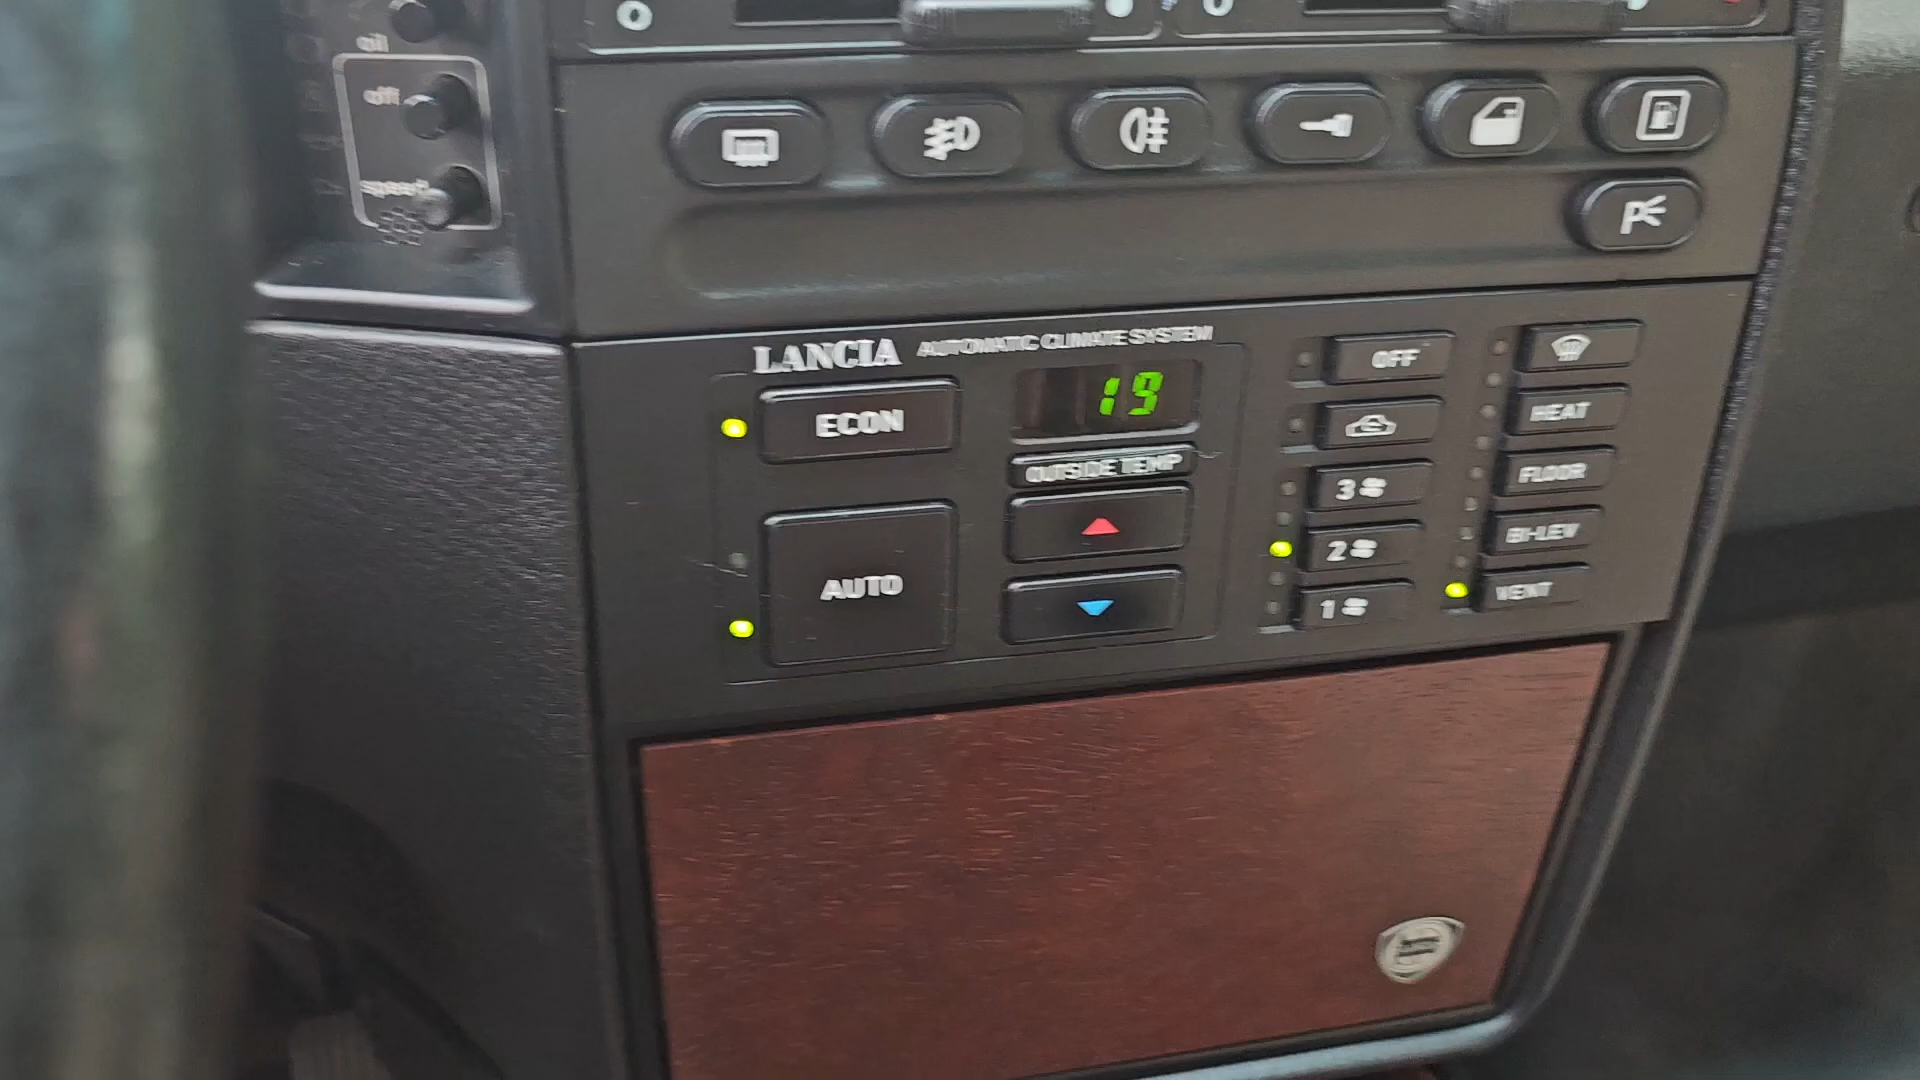 oil
off
speed
P
LANCIA AUTOMATIC CLIMATE SYSTEM
ECON
19
OUTSIDE TEMP
AUTO
OFF
3
2
1
HEAT
FLOOR
BI-LEV
VENT